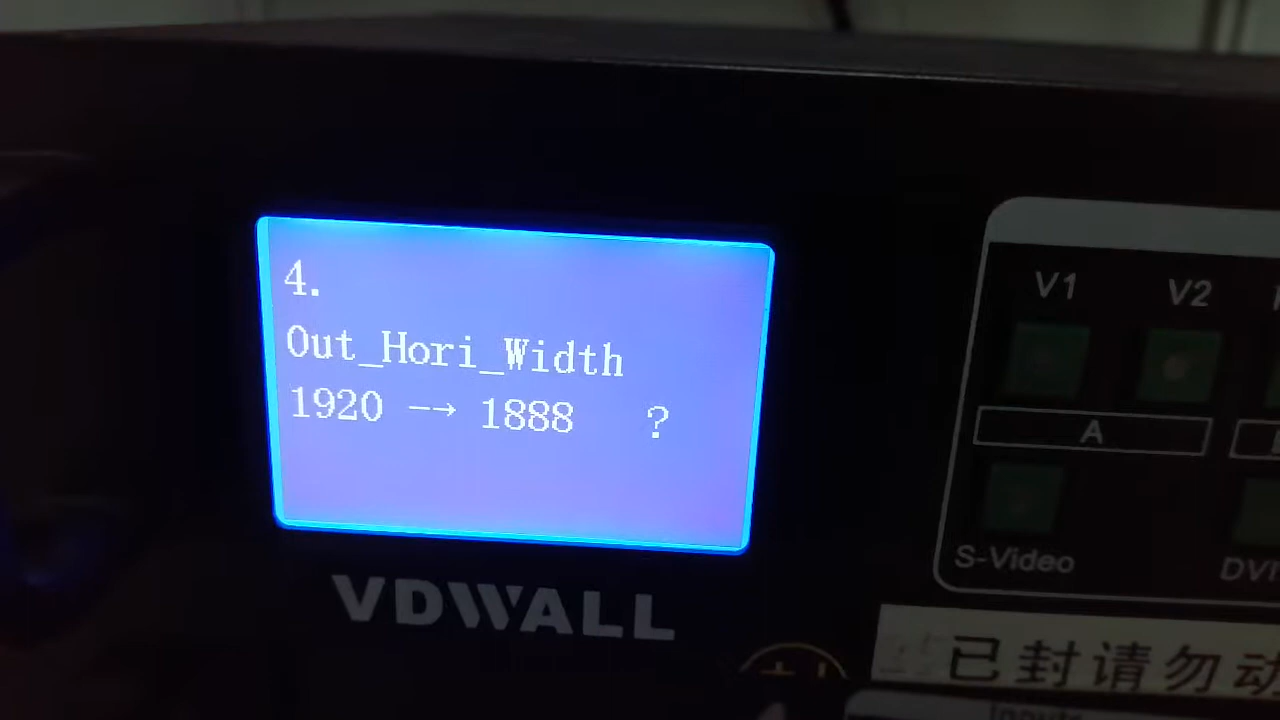 4.
Out_Hori_Width
1920 --→ 1888 ?
VDWALL
V1 V2
A
S-Video
已封请勿动